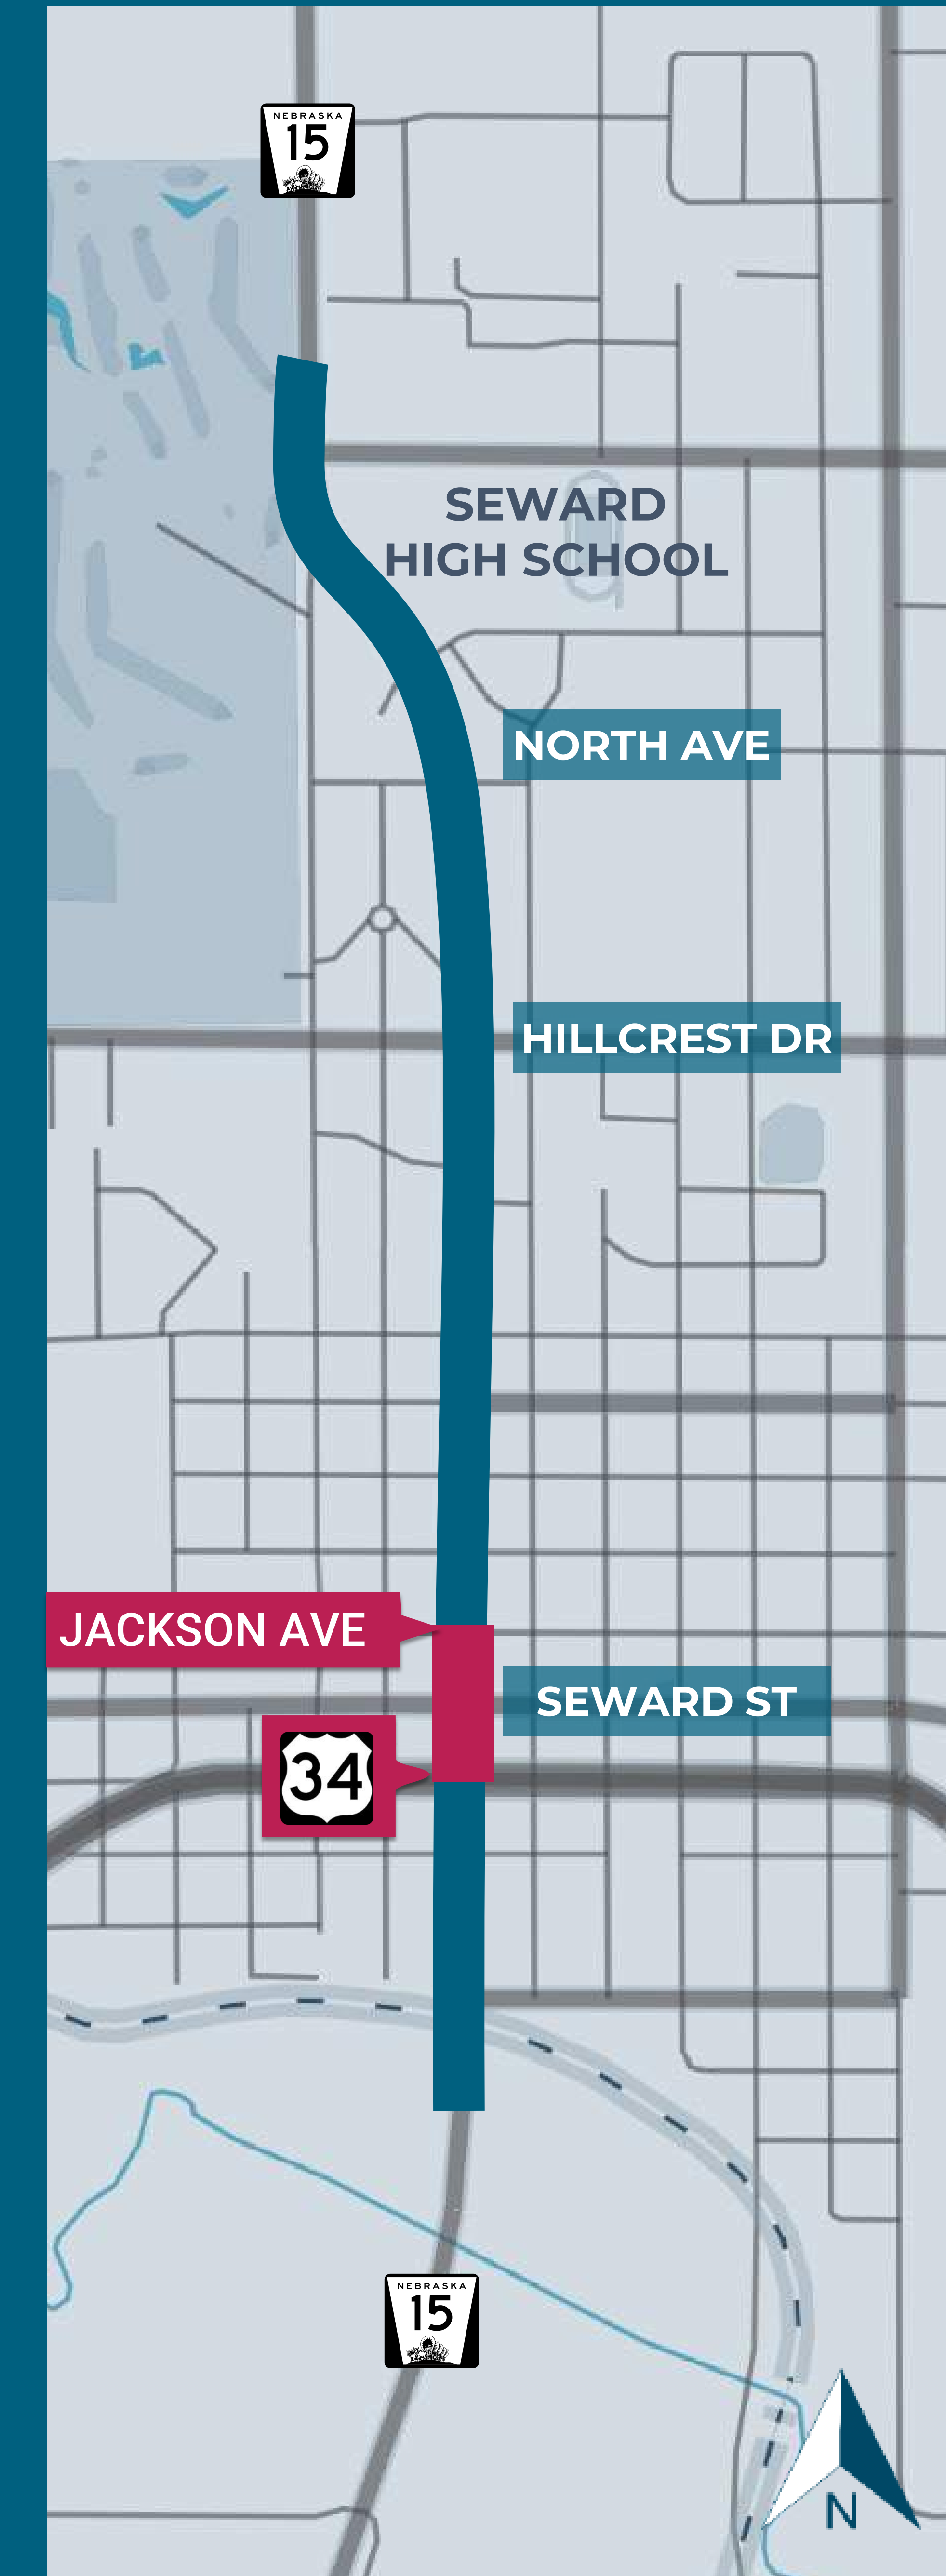 NEBRASKA
15
SEWARD
HIGH SCHOOL
NORTH AVE
HILLCREST DR
JACKSON AVE
SEWARD ST
34
NEBRASKA
15
N